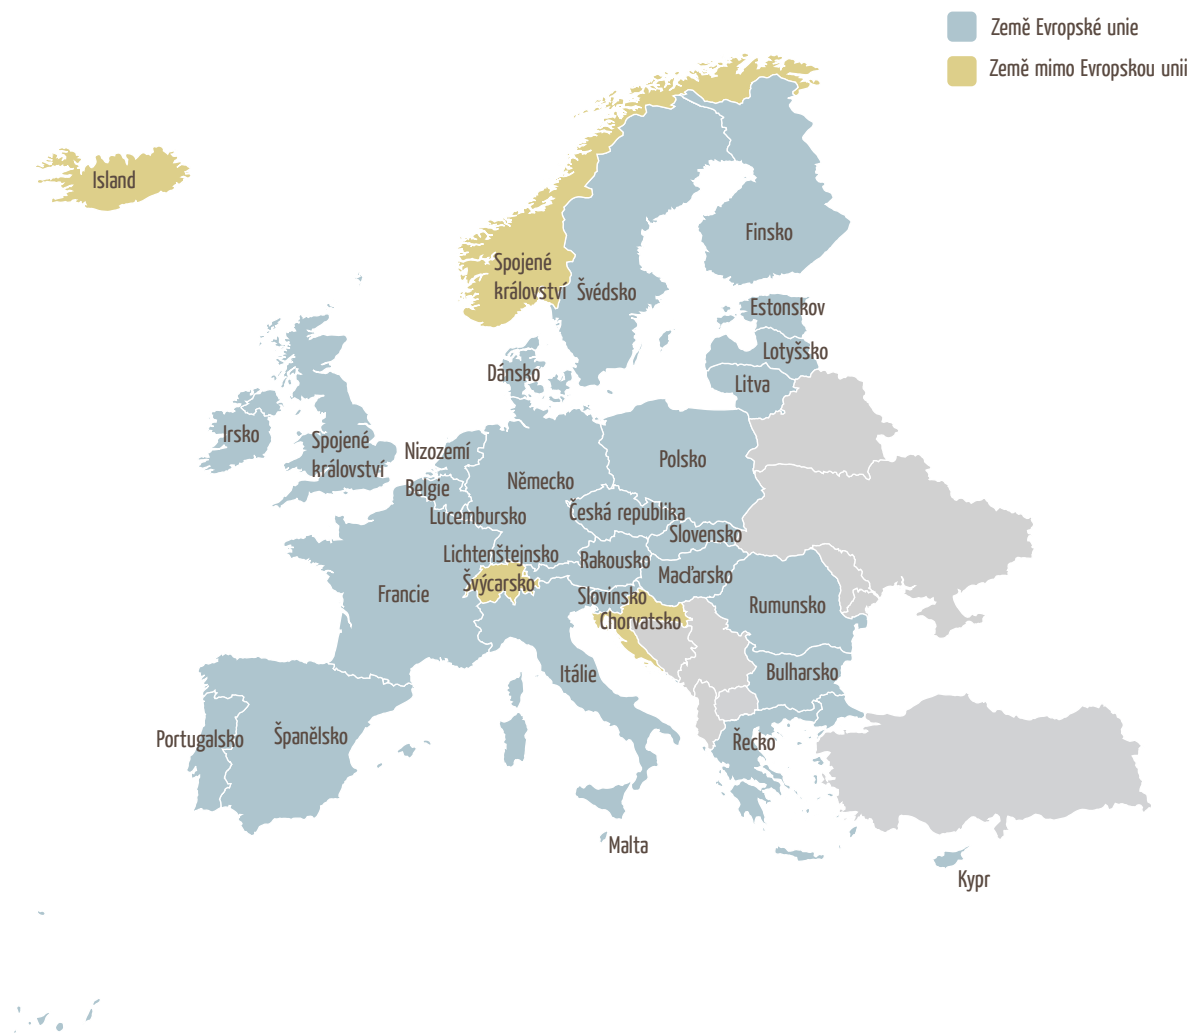 Země Evropské unie
Země mimo Evropskou unii
Island
Finsko
Spojené
království
Švédsko
Estonskov
Lotyšsko
Dánsko
Litva
Irsko
Spojené
království
Nizozemí
Polsko
Německo
Belgie
Česká republika
Lucembursko
Slovensko
Lichtenštejnsko
Rakousko
Švýcarsko
Macďarsko
Francie
Slovinsko
Rumunsko
Chorvatsko
Itálie
Bulharsko
Portugalsko
Španělsko
Řecko
Malta
Kypr